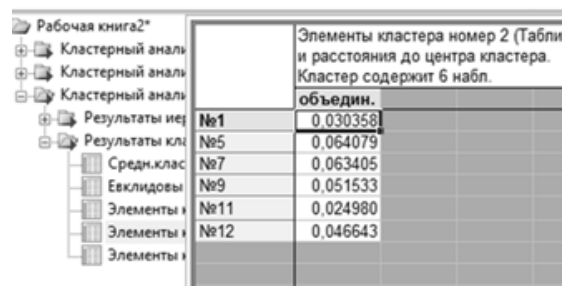 Рабочая книга2*
Кластерный анали
Кластерный анали
Кластерный анали
Результаты иер
Результаты кла
Средн.клас
Евклидовы
Элементы к
Элементы к
Элементы к
Элементы кластера номер 2 (Табли
и расстояния до центра кластера.
Кластер содержит 6 набл.
объедин.
№1 0,030358
№5 0,064079
№7 0,063405
№9 0,051533
№11 0,024980
№12 0,046643